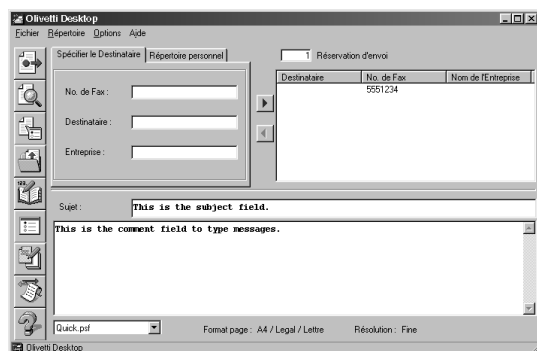 Olivetti Desktop
Fichier Répertoire Options Aide
Spécifier le Destinataire Répertoire personnel
1 Réservation d'envoi
Destinataire No. de Fax Nom de l'Entreprise
5551234
No. de Fax :
Destinataire :
Entreprise :
Sujet : This is the subject field.
This is the comment field to type messages.
Quick.psf Format page : A4 / Legal / Lettre Résolution : Fine
Olivetti Desktop